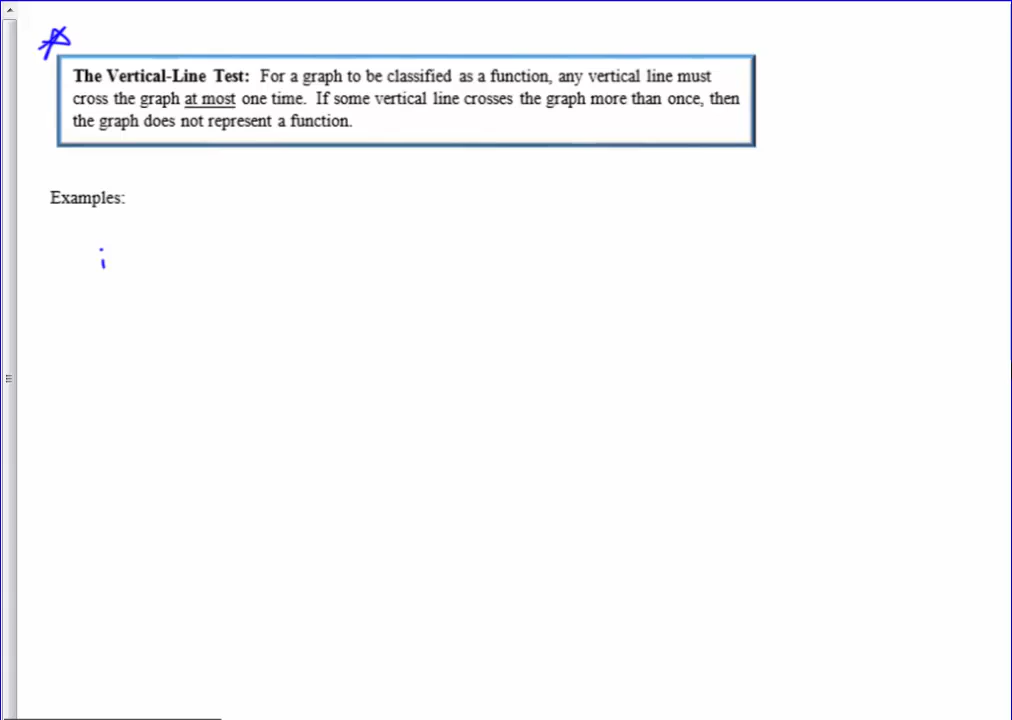 The Vertical-Line Test: For a graph to be classified as a function, any vertical line must
cross the graph at most one time. If some vertical line crosses the graph more than once, then
the graph does not represent a function.
Examples:
i